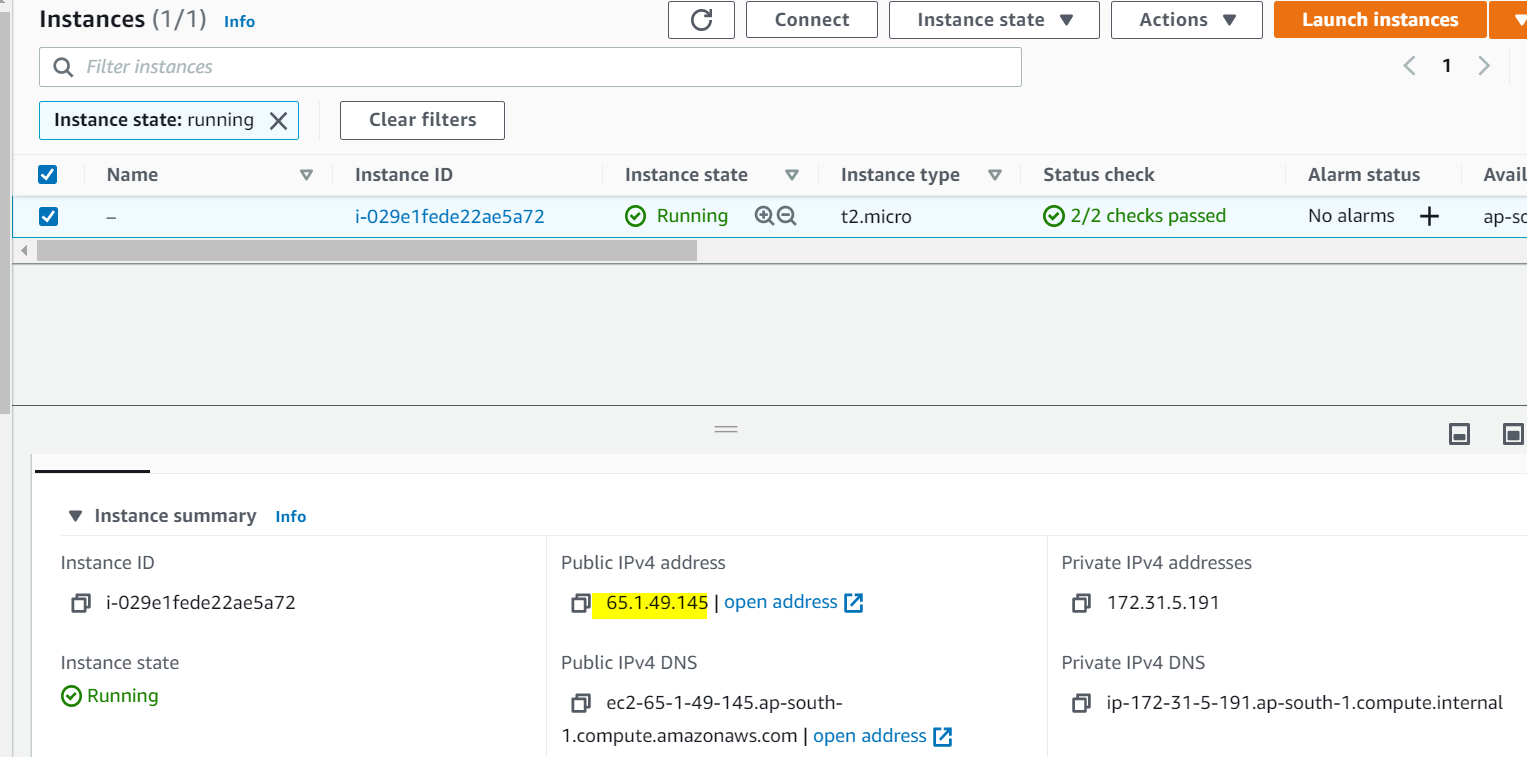 Instances (1/1) Info
Connect
Instance state
Actions
Launch instances
Filter instances
1
Instance state: running
Clear filters
Name Instance ID Instance state Instance type Status check Alarm status Avail
– i-029e1fede22ae5a72 Running t2.micro 2/2 checks passed No alarms + ap-so
Instance summary Info
Instance ID
i-029e1fede22ae5a72
Public IPv4 address
65.1.49.145 | open address
Private IPv4 addresses
172.31.5.191
Instance state
Running
Public IPv4 DNS
ec2-65-1-49-145.ap-south-
1.compute.amazonaws.com | open address
Private IPv4 DNS
ip-172-31-5-191.ap-south-1.compute.internal